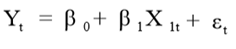 Yₜ = β₀ + β₁X₁ₜ + εₜ